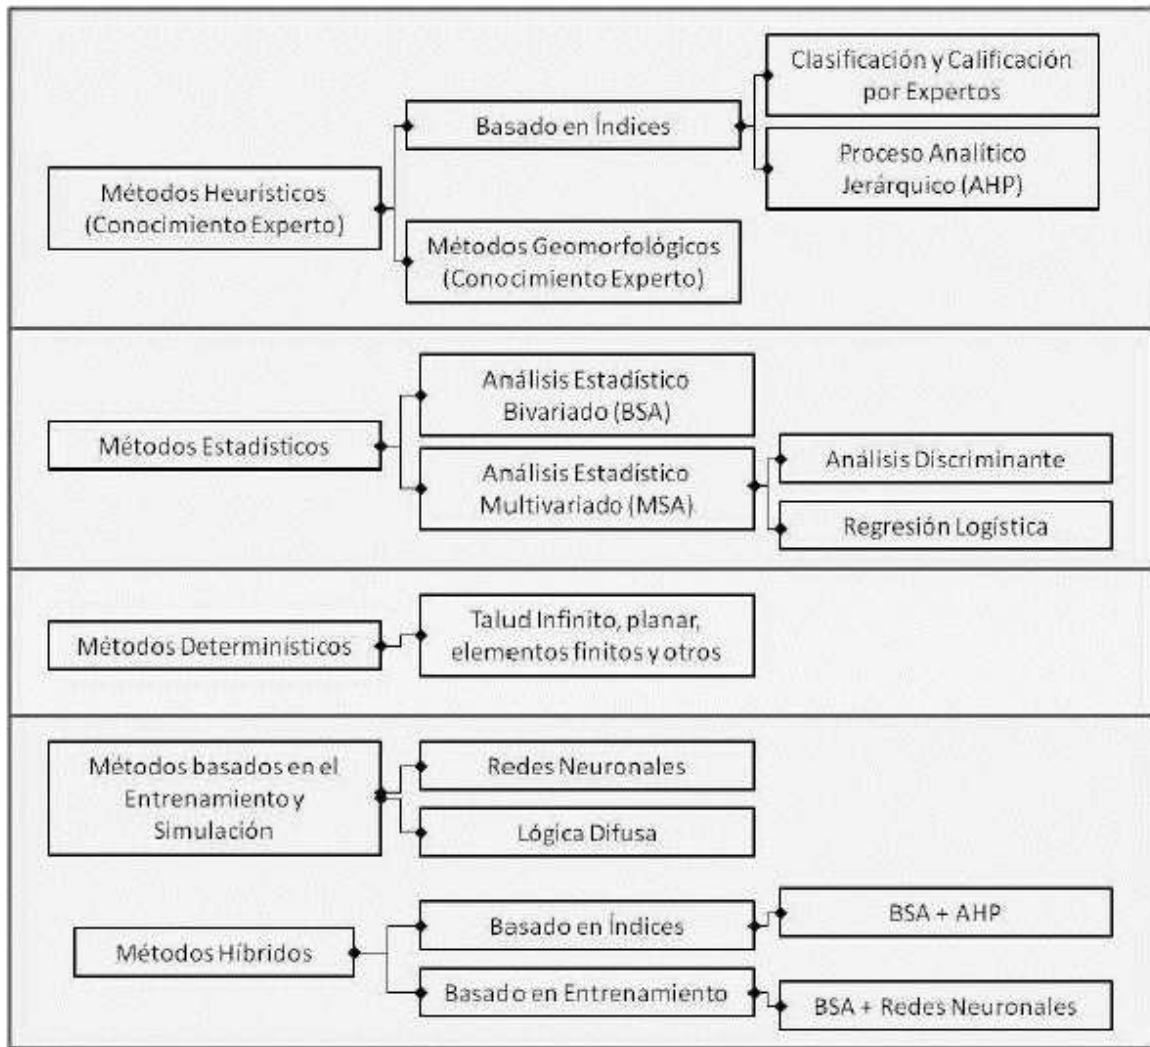 Métodos Heurísticos
(Conocimiento Experto)
Basado en Índices
Clasificación y Calificación
por Expertos
Proceso Analítico
Jerárquico (AHP)
Métodos Geomorfológicos
(Conocimiento Experto)
Métodos Estadísticos
Análisis Estadístico
Bivariado (BSA)
Análisis Estadístico
Multivariado (MSA)
Análisis Discriminante
Regresión Logística
Métodos Determinísticos
Talud Infinito, planar,
elementos finitos y otros
Métodos basados en el
Entrenamiento y
Simulación
Redes Neuronales
Lógica Difusa
Métodos Híbridos
Basado en Índices
BSA + AHP
Basado en Entrenamiento
BSA + Redes Neuronales